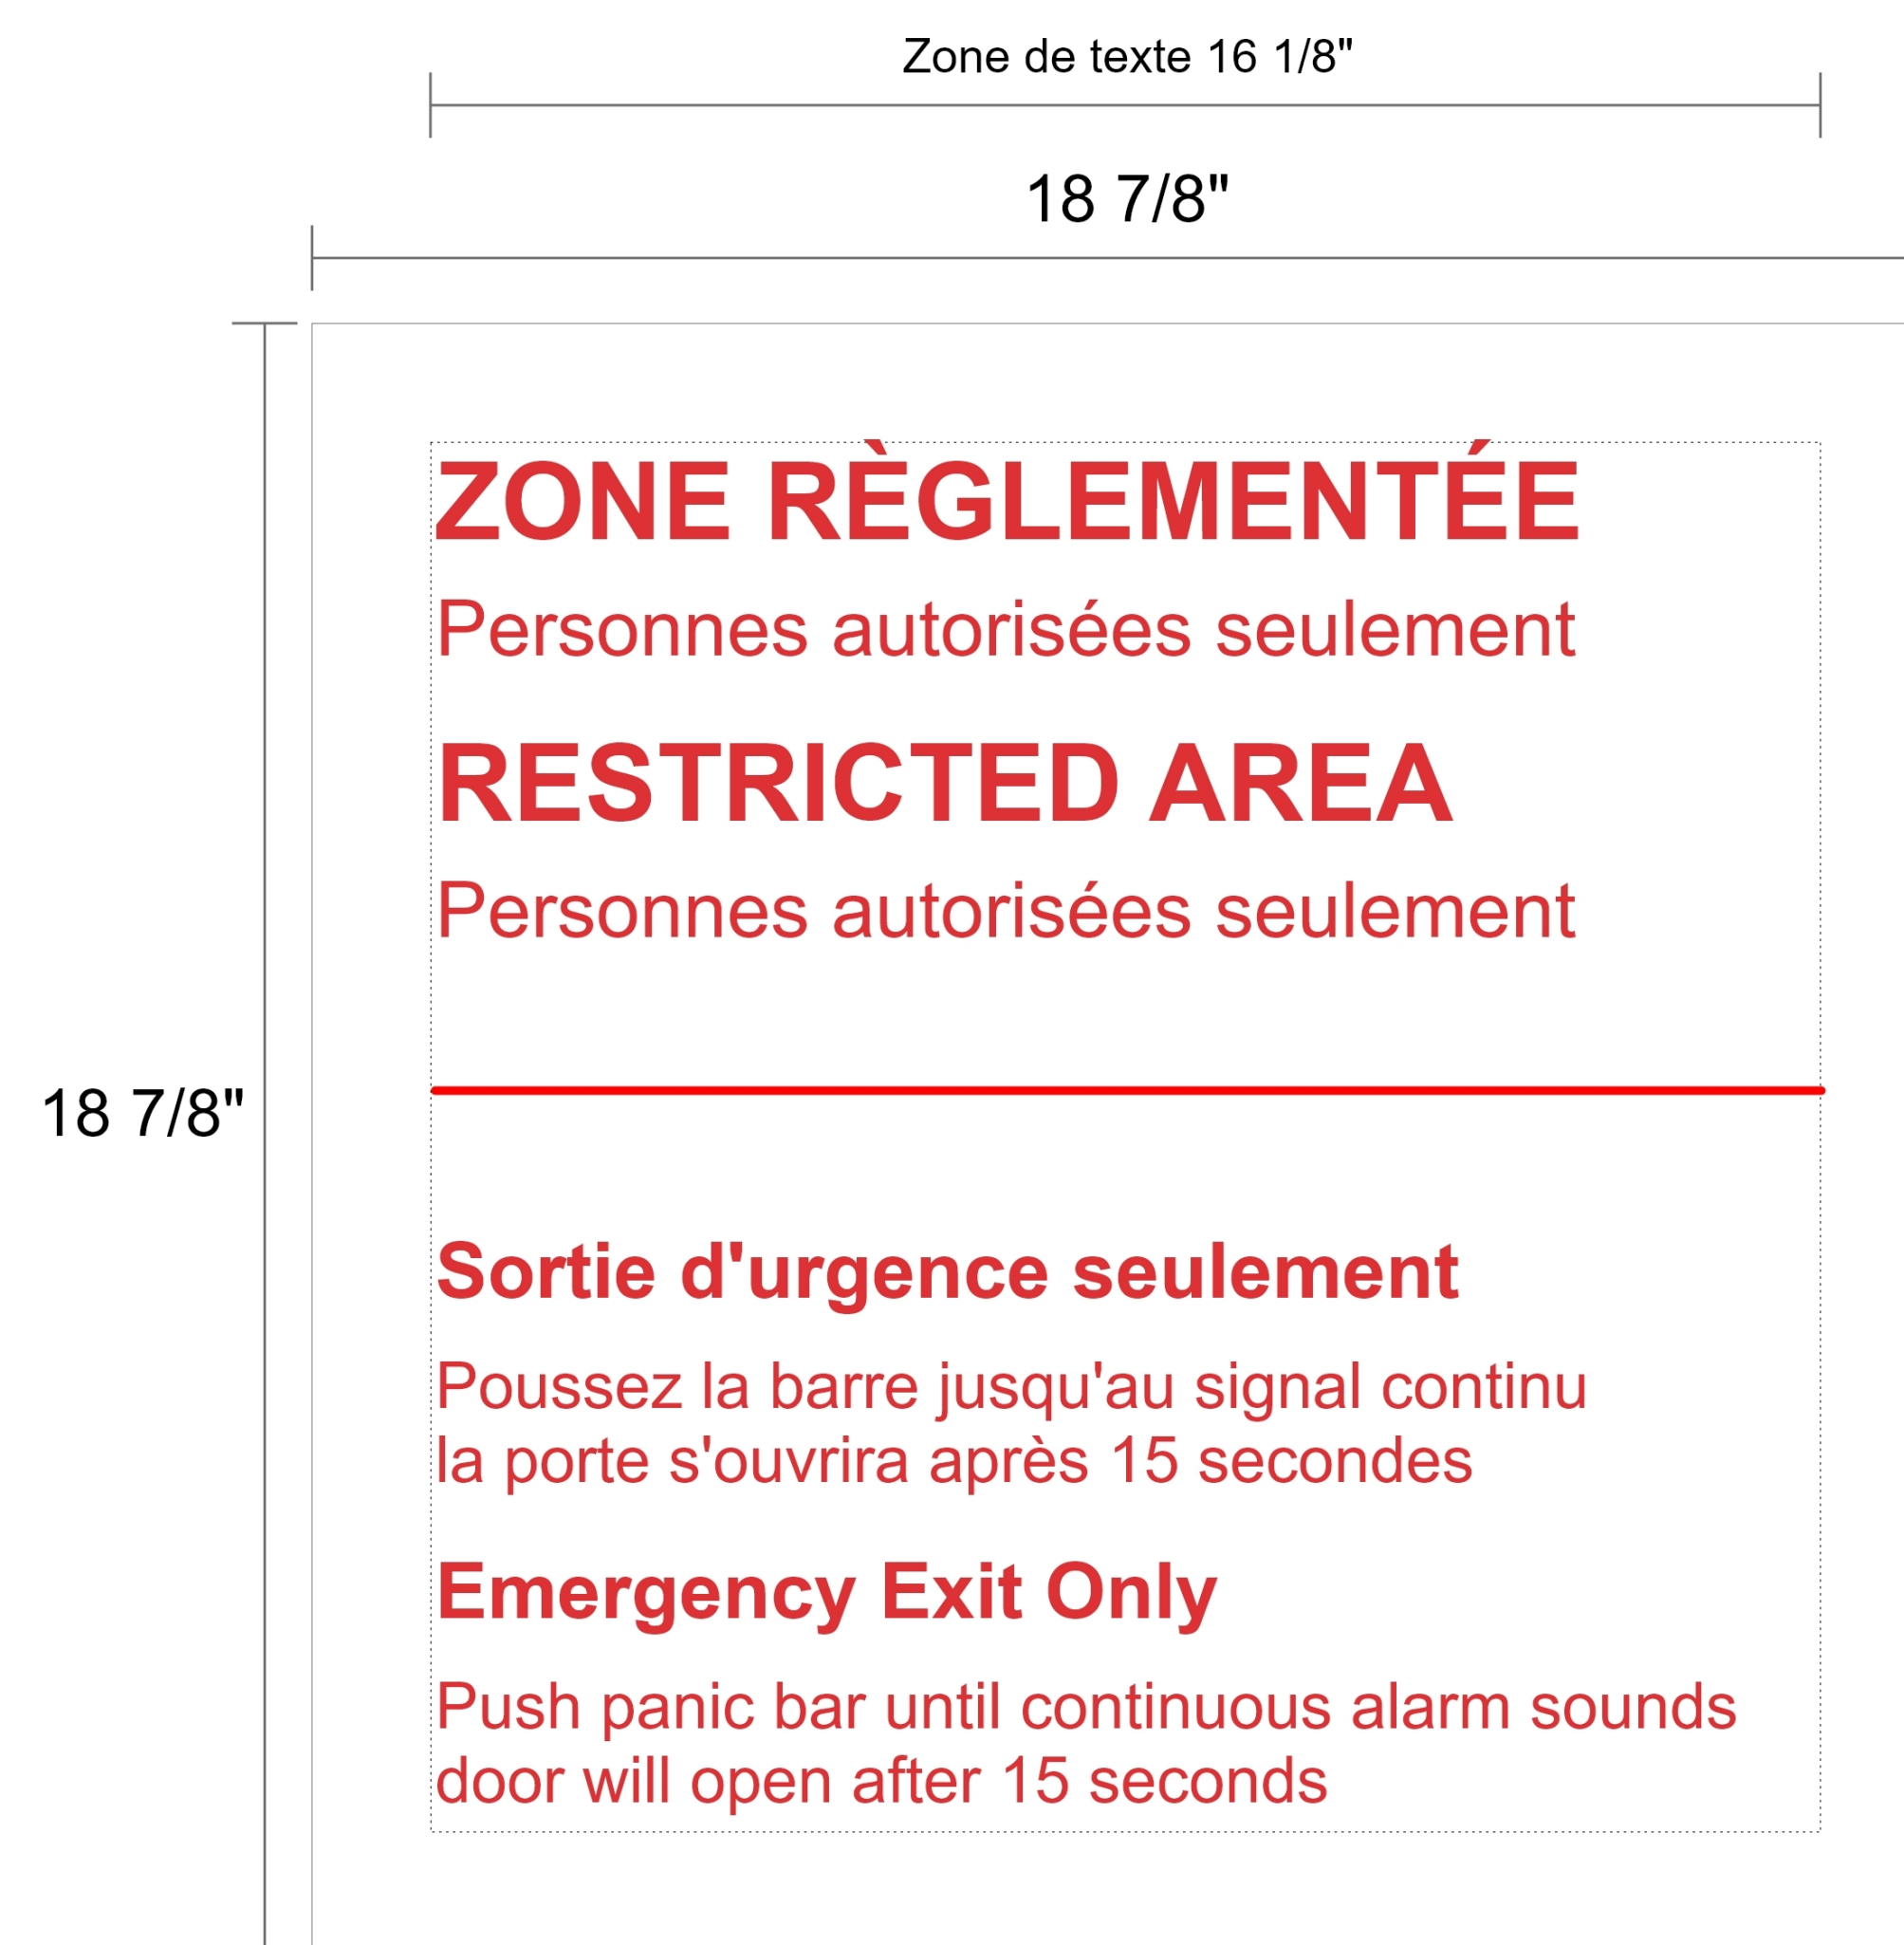 Zone de texte 16 1/8"
18 7/8"
ZONE RÈGLEMENTÉE
Personnes autorisées seulement
RESTRICTED AREA
Personnes autorisées seulement
18 7/8"
Sortie d'urgence seulement
Poussez la barre jusqu'au signal continu
la porte s'ouvrira après 15 secondes
Emergency Exit Only
Push panic bar until continuous alarm sounds
door will open after 15 seconds